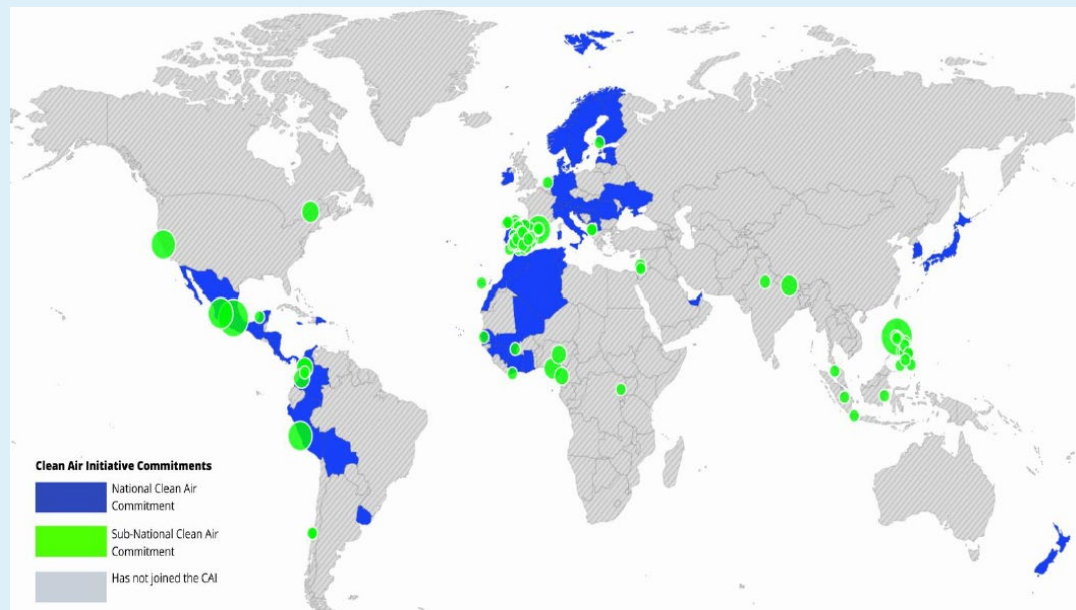 Clean Air Initiative Commitments
National Clean Air
Commitment
Sub-National Clean Air
Commitment
Has not joined the CAI